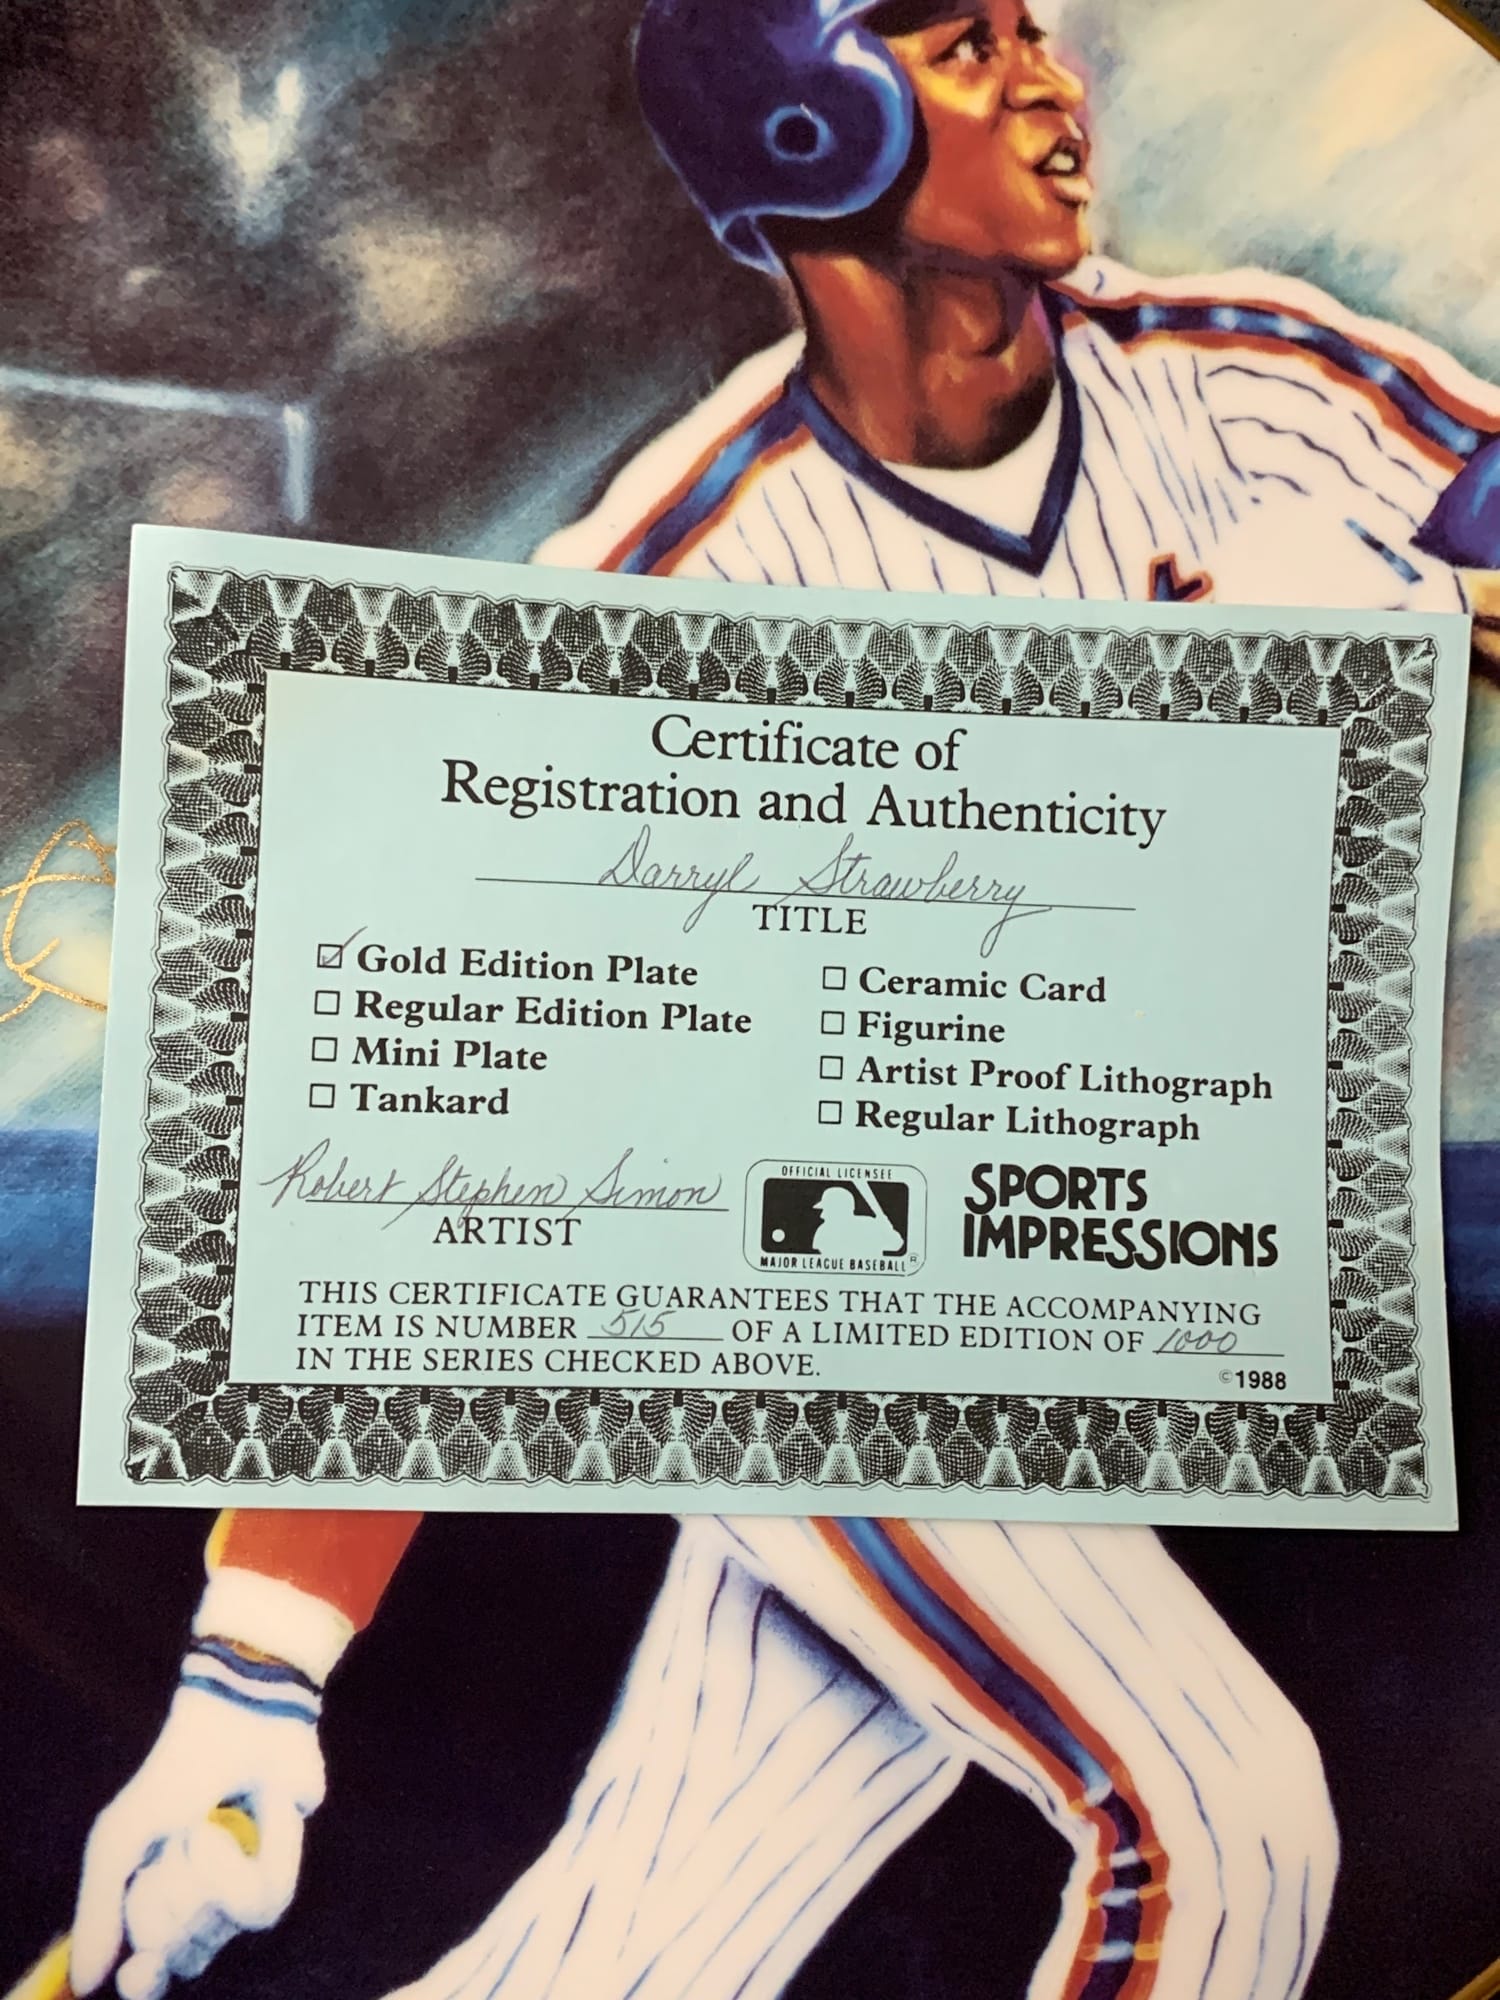 Certificate of
Registration and Authenticity
Darryl Strawberry
TITLE
Gold Edition Plate
Regular Edition Plate
Mini Plate
Tankard
Ceramic Card
Figurine
Artist Proof Lithograph
Regular Lithograph
Robert Stephen Simon
ARTIST
OFFICIAL LICENSEE
MAJOR LEAGUE BASEBALL®
SPORTS
IMPRESSIONS
THIS CERTIFICATE GUARANTEES THAT THE ACCOMPANYING
ITEM IS NUMBER 515 OF A LIMITED EDITION OF 1000
IN THE SERIES CHECKED ABOVE.
©1988